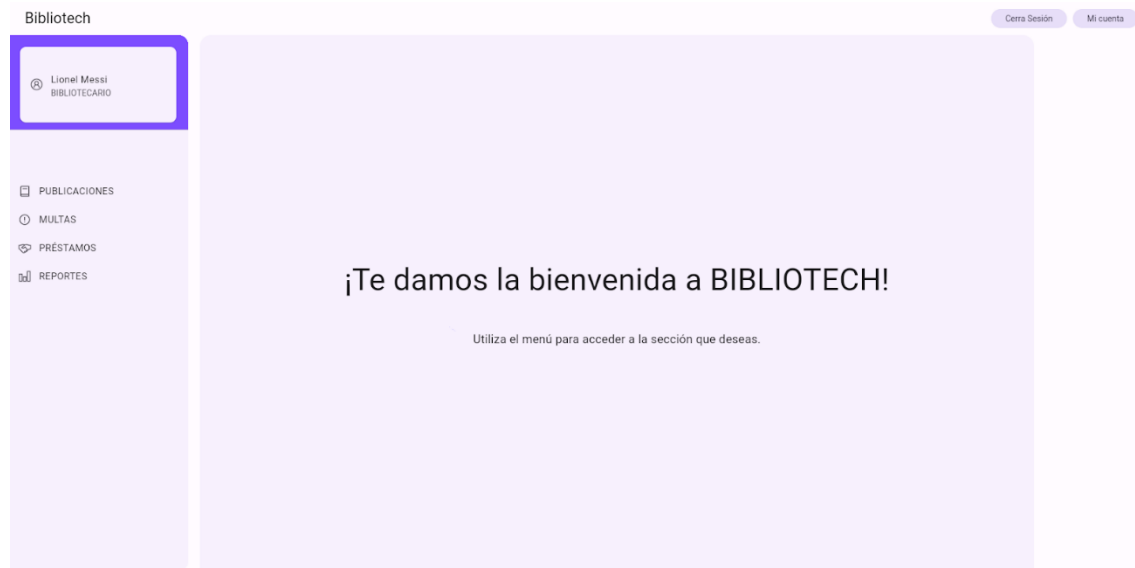 Bibliotech
Cerra Sesión
Mi cuenta
Lionel Messi
BIBLIOTECARIO
PUBLICACIONES
MULTAS
PRÉSTAMOS
REPORTES
¡Te damos la bienvenida a BIBLIOTECH!
Utiliza el menú para acceder a la sección que deseas.